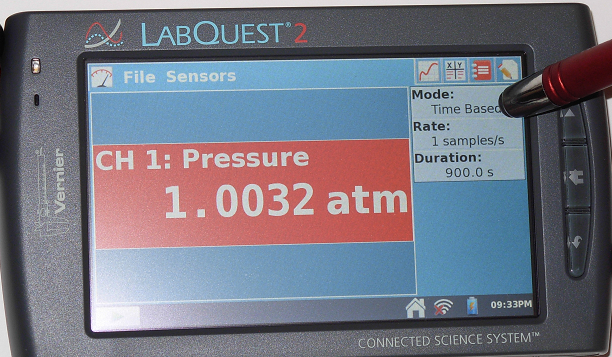 LABQUEST® 2
File Sensors
X Y
Mode:
Time Based
Rate:
1 samples/s
Duration:
900.0 s
CH 1: Pressure
1.0032 atm
Vernier
09:33PM
CONNECTED SCIENCE SYSTEM™